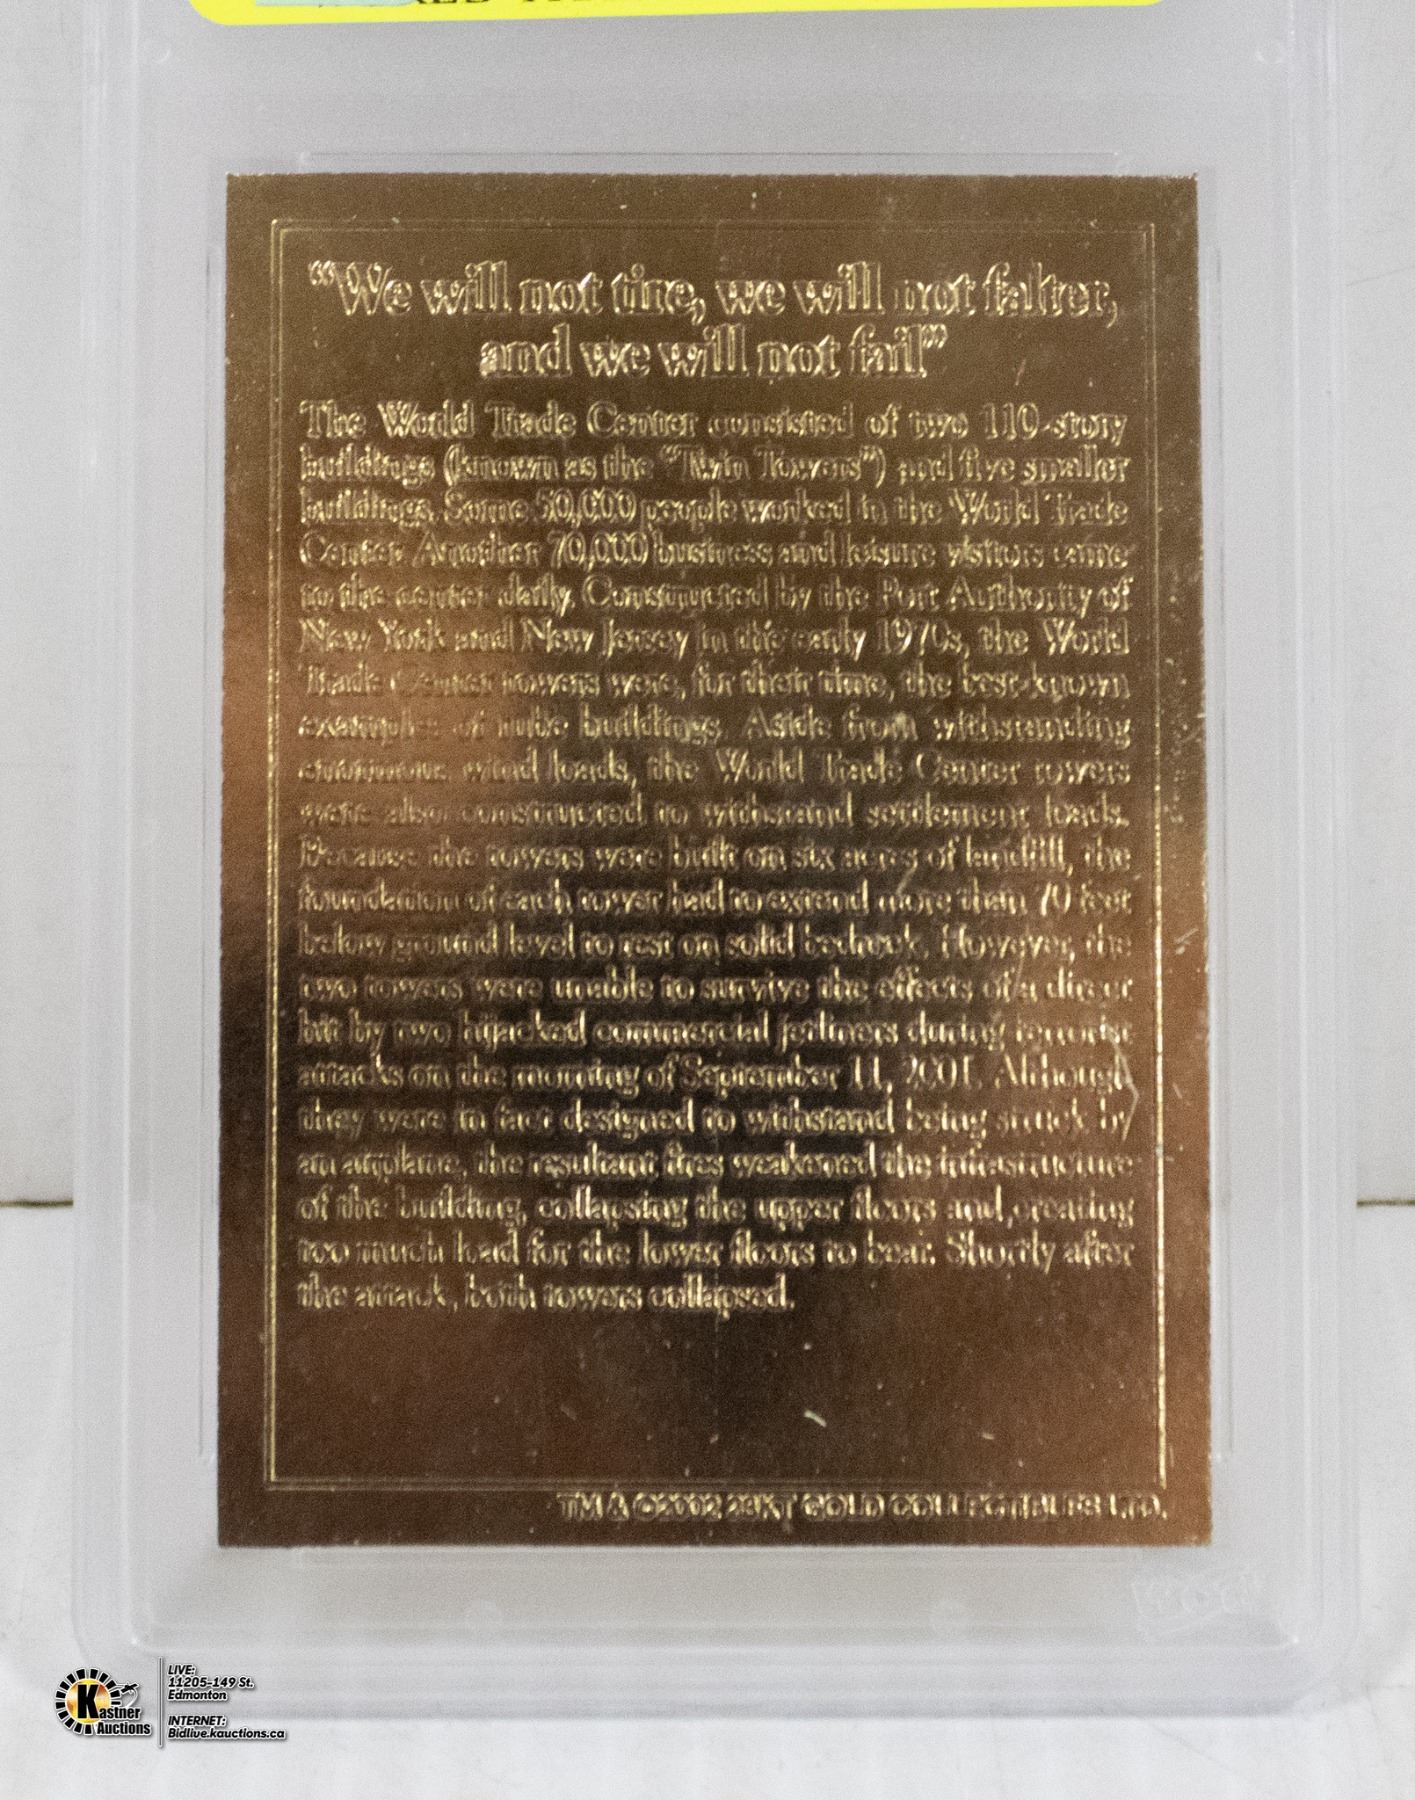 “We will not tire, we will not falter,
and we will not fail”
The World Trade Center consisted of two 110-story
buildings (known as the “Twin Towers”) and five smaller
buildings. Some 50,000 people worked in the World Trade
Center. Another 70,000 business and leisure visitors came
to the center daily. Constructed by the Port Authority of
New York and New Jersey in the early 1970s, the World
Trade Center towers were, for their time, the best-known
examples of tube buildings. Aside from withstanding
enormous wind loads, the World Trade Center towers
were also constructed to withstand settlement loads.
Because the towers were built on six acres of landfill, the
foundation of each tower had to extend more than 70 feet
below ground level to rest on solid bedrock. However, the
two towers were unable to survive the effects of a direct
hit by two hijacked commercial jetliners during terrorist
attacks on the morning of September 11, 2001. Although
they were in fact designed to withstand being struck by
an airplane, the resultant fires weakened the infrastructure
of the building, collapsing the upper floors and creating
too much load for the lower floors to bear. Shortly after
the attack, both towers collapsed.
TM & ©2002 23KT GOLD COLLECTIBLES LTD.
Kastner
Auctions
LIVE:
11205-149 St.
Edmonton
INTERNET:
Bidlive.kauctions.ca